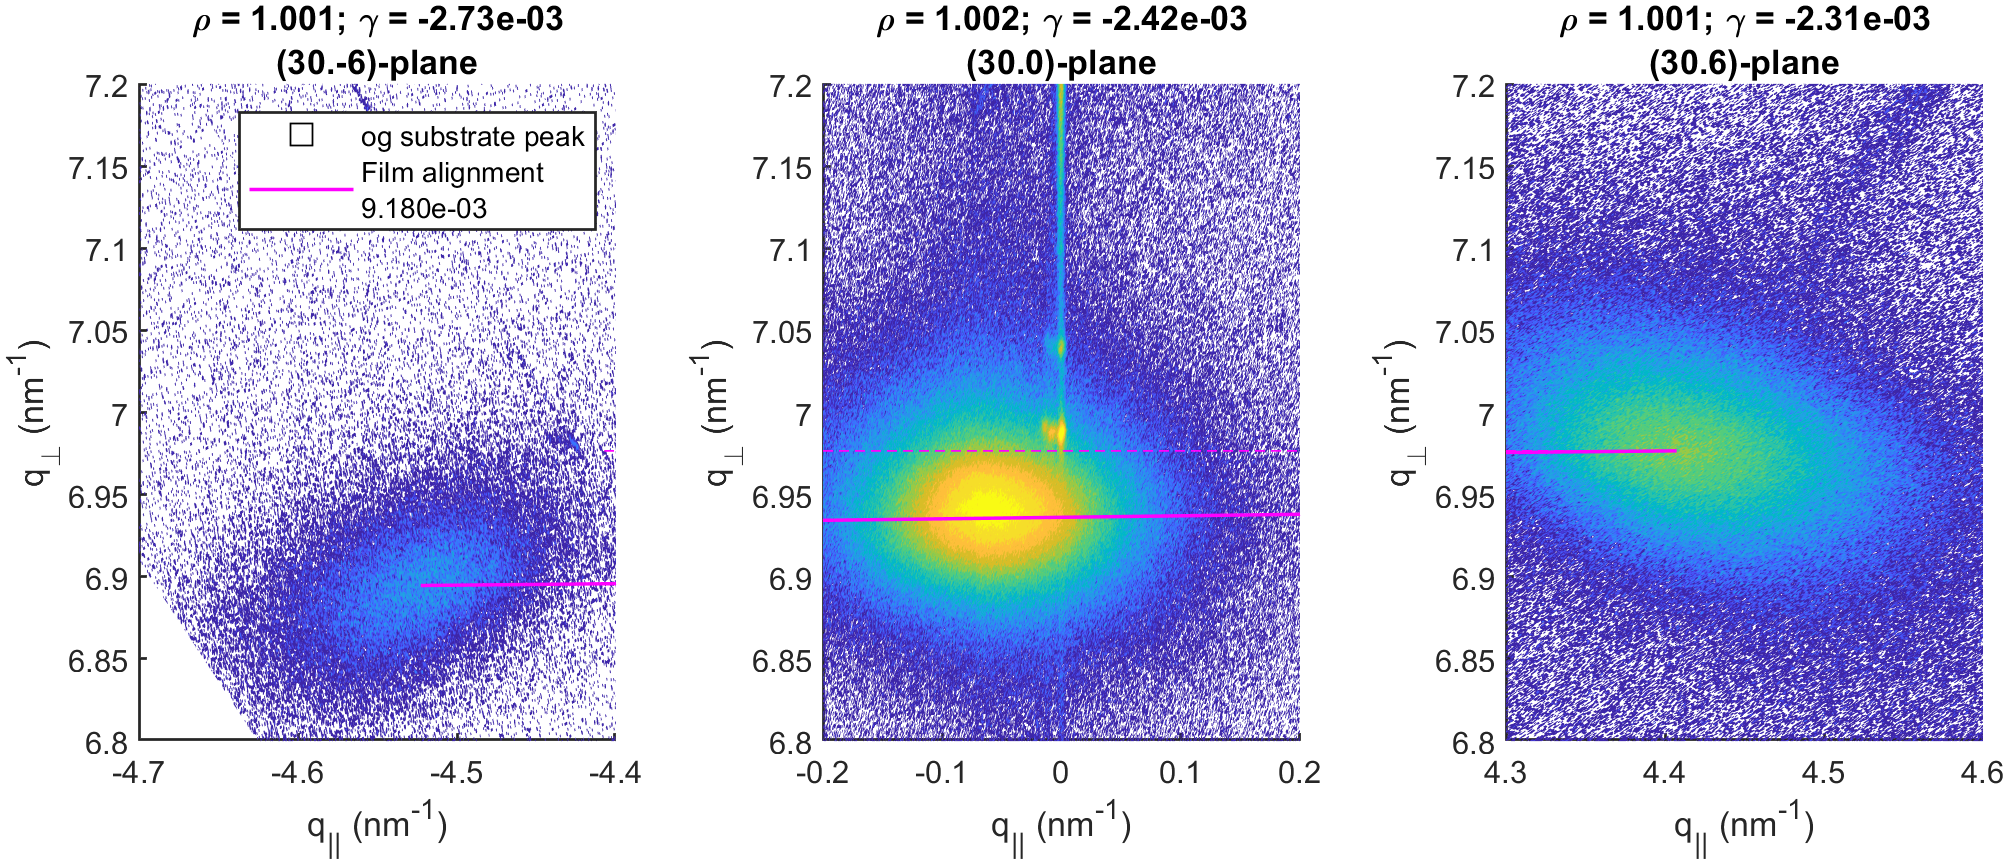 ρ = 1.001; γ = -2.73e-03
(30.-6)-plane
7.2
7.15
7.1
7.05
7
6.95
6.9
6.85
6.8
-4.7
-4.6
-4.5
-4.4
q⊥ (nm⁻¹)
q|| (nm⁻¹)
og substrate peak
Film alignment
9.180e-03
ρ = 1.002; γ = -2.42e-03
(30.0)-plane
7.2
7.15
7.1
7.05
7
6.95
6.9
6.85
6.8
-0.2
-0.1
0
0.1
0.2
q⊥ (nm⁻¹)
q|| (nm⁻¹)
ρ = 1.001; γ = -2.31e-03
(30.6)-plane
7.2
7.15
7.1
7.05
7
6.95
6.9
6.85
6.8
4.3
4.4
4.5
4.6
q⊥ (nm⁻¹)
q|| (nm⁻¹)